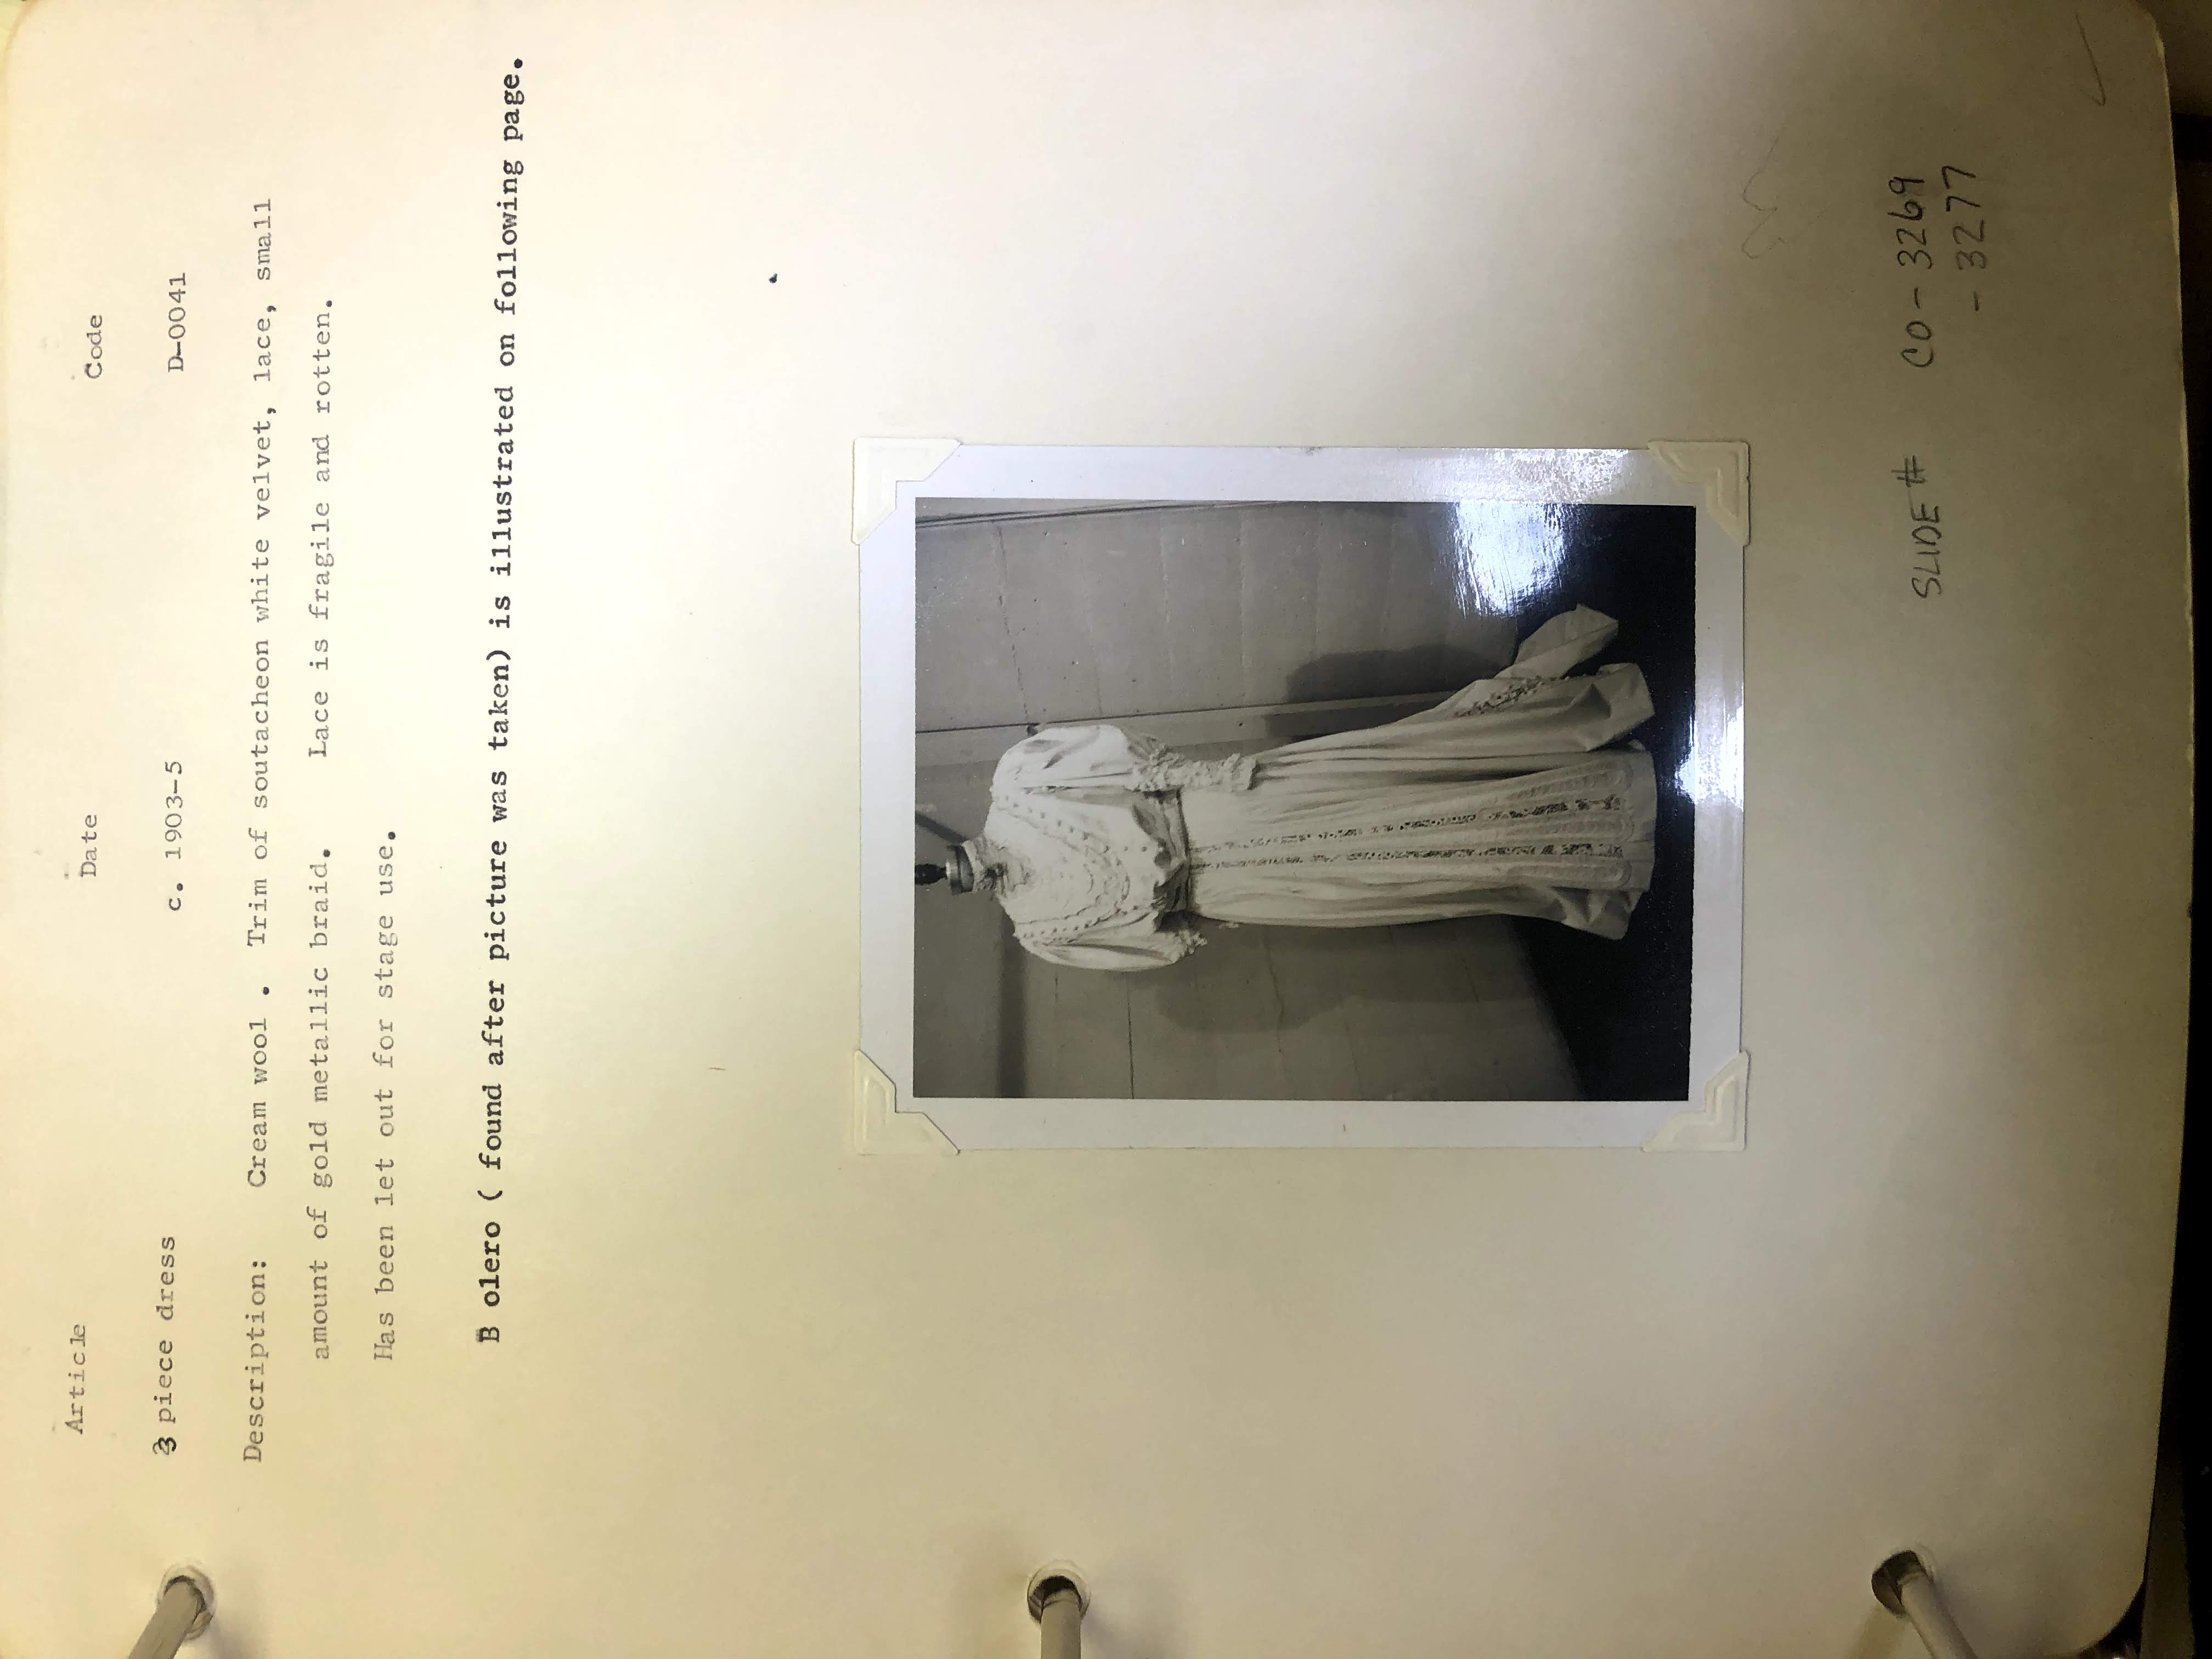 Article Date Code
3 piece dress c. 1903-5 D-0041
Description: Cream wool . Trim of soutacheon white velvet, lace, small
amount of gold metallic braid. Lace is fragile and rotten.
Has been let out for stage use.
B olero ( found after picture was taken) is illustrated on following page.
SLIDE # CO - 3269
- 3277